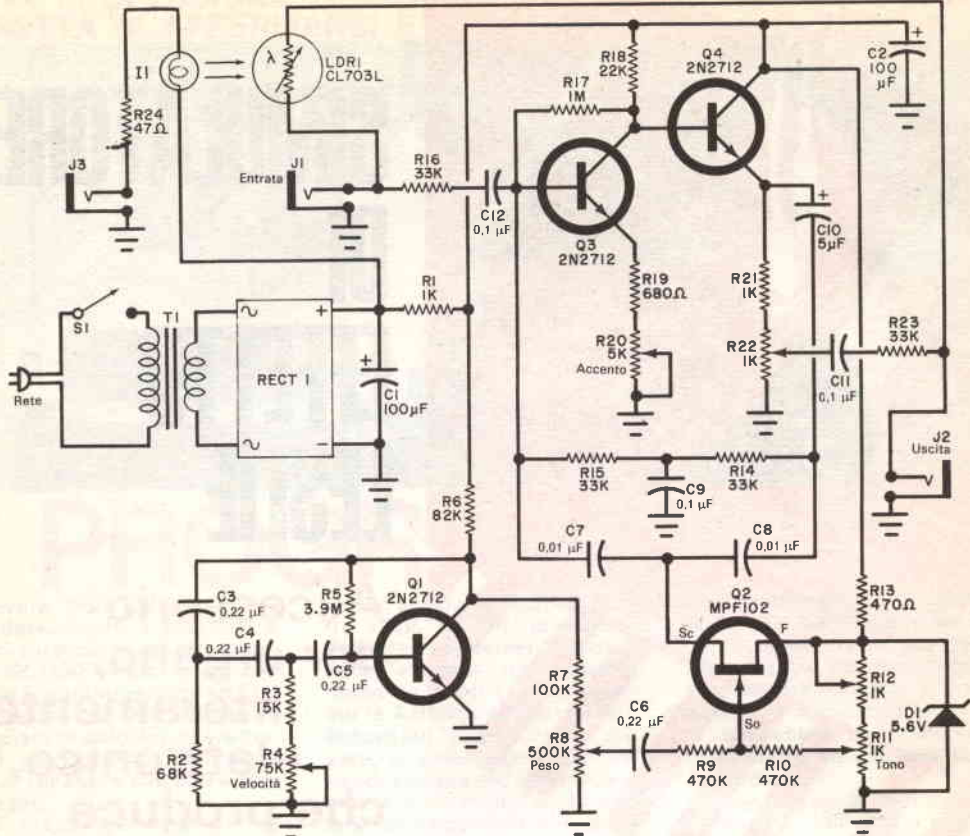 I1
R24
47Ω
J3
V
λ
LDR1
CL703L
J1
Entrata
V
R16
33K
C12
0,1 µF
R17
1M
R18
22K
Q3
2N2712
Q4
2N2712
+
C2
100
µF
+
C10
5µF
R19
680Ω
R20
5K
Accento
R21
1K
R22
1K
C11
0,1 µF
R23
33K
J2
Uscita
V
S1
T1
Rete
RECT 1
+
−
R1
1K
+
C1
100µF
R15
33K
R14
33K
C9
0,1 µF
C7
0,01 µF
C8
0,01 µF
R6
82K
C3
0,22 µF
C4
0,22 µF
C5
0,22 µF
R5
3.9M
Q1
2N2712
R2
68K
R3
15K
R4
75K
Velocità
R7
100K
R8
500K
Peso
C6
0,22 µF
R9
470K
R10
470K
Q2
MPF102
Sc
F
So
R13
470Ω
R12
1K
R11
1K
Tono
D1
5.6V